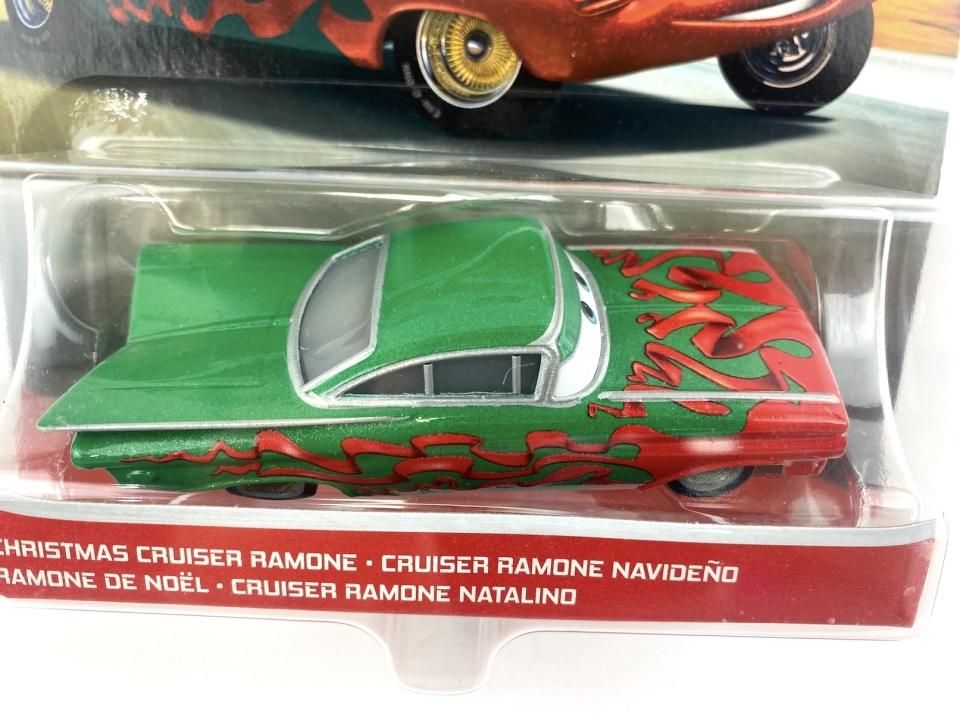 CHRISTMAS CRUISER RAMONE • CRUISER RAMONE NAVIDEÑO
RAMONE DE NOËL • CRUISER RAMONE NATALINO